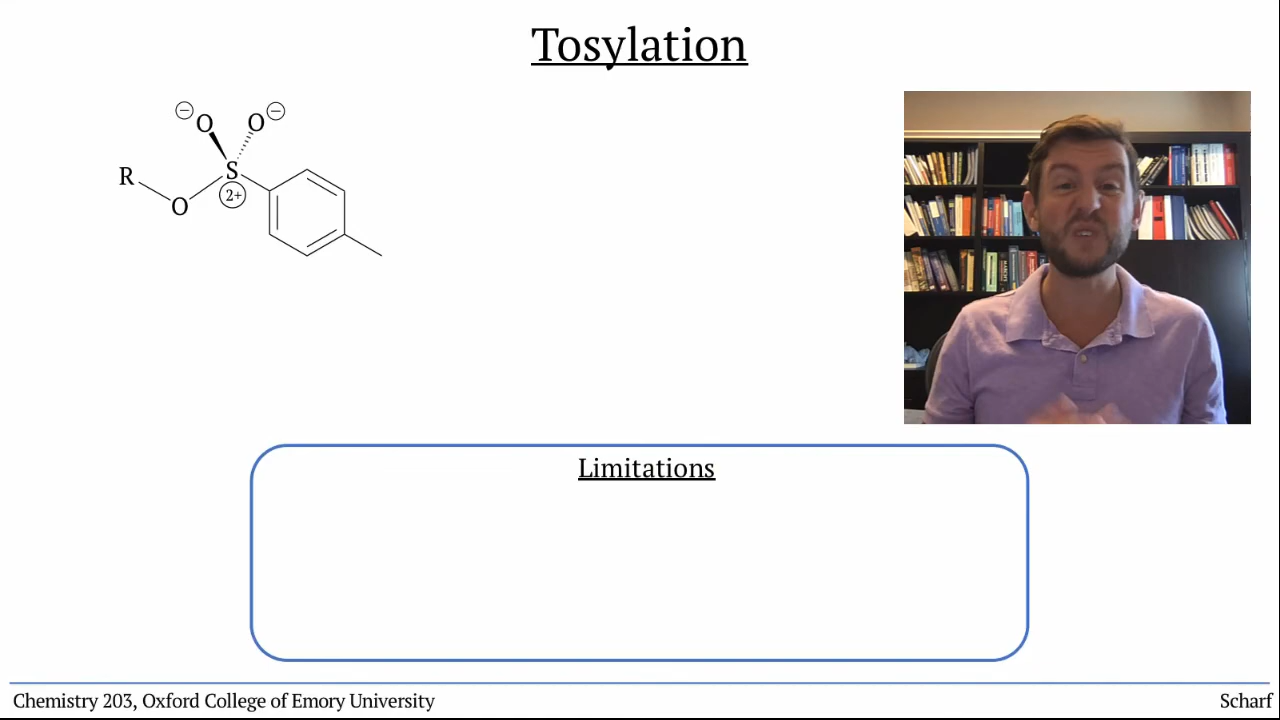 Tosylation
⊖ O O ⊖
R S
2+
O
Limitations
Chemistry 203, Oxford College of Emory University
Scharf